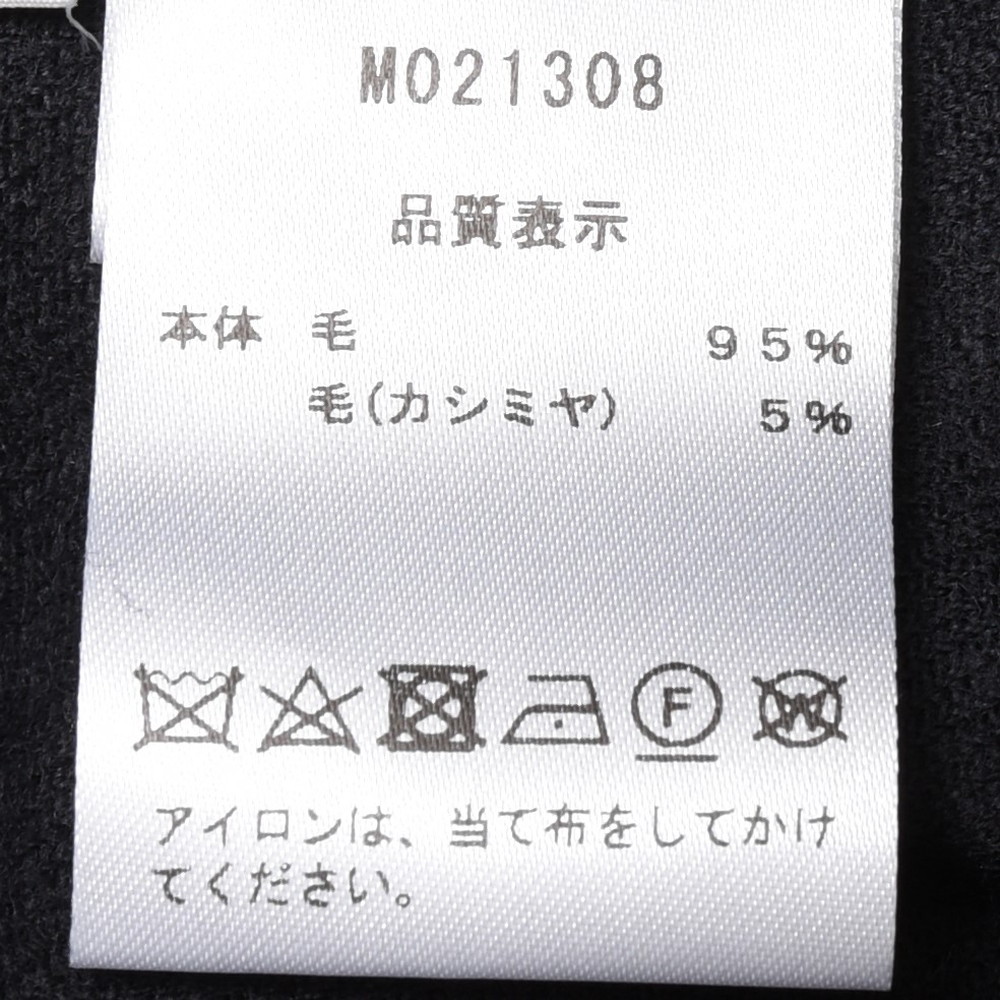 M021308
品質表示
本体 毛 95%
毛(カシミヤ) 5%
F W
アイロンは、当て布をしてかけ
てください。